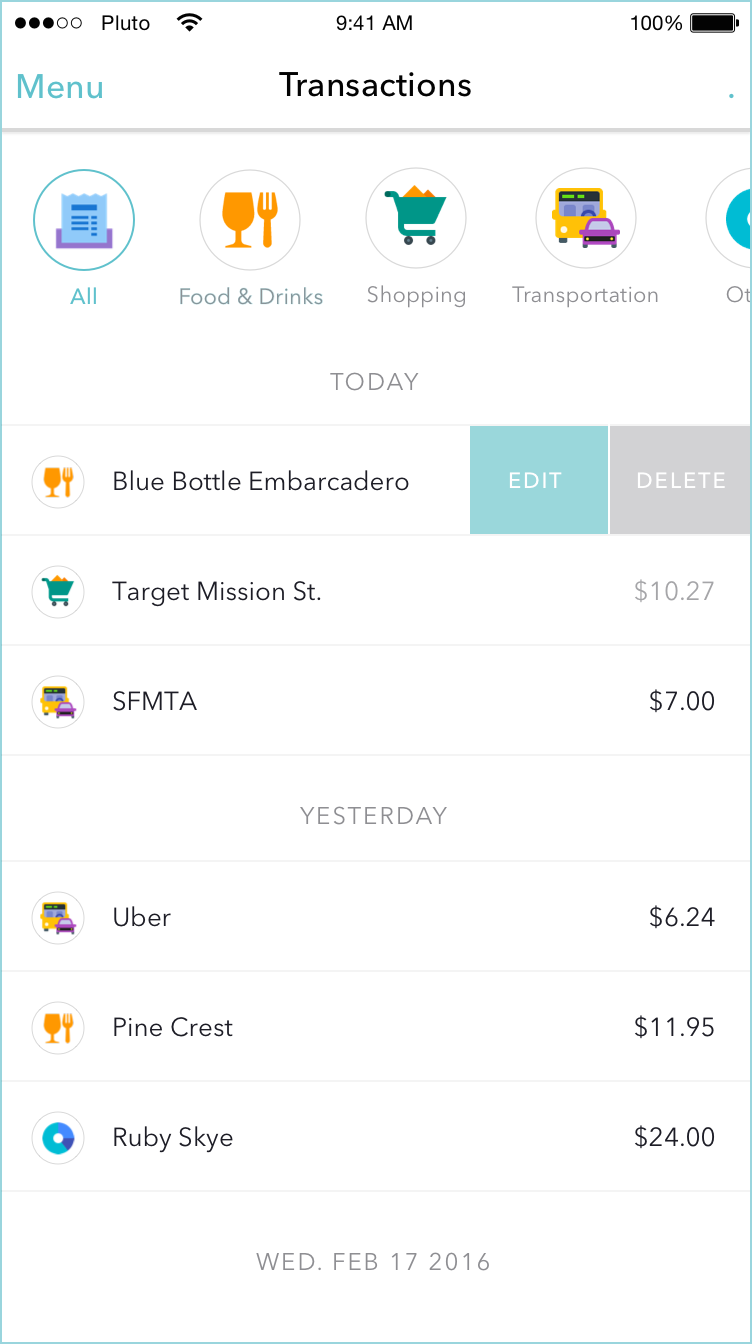 Pluto 9:41 AM 100%
Menu Transactions .
All Food & Drinks Shopping Transportation Ot
TODAY
Blue Bottle Embarcadero EDIT DELETE
Target Mission St. $10.27
SFMTA $7.00
YESTERDAY
Uber $6.24
Pine Crest $11.95
Ruby Skye $24.00
WED. FEB 17 2016